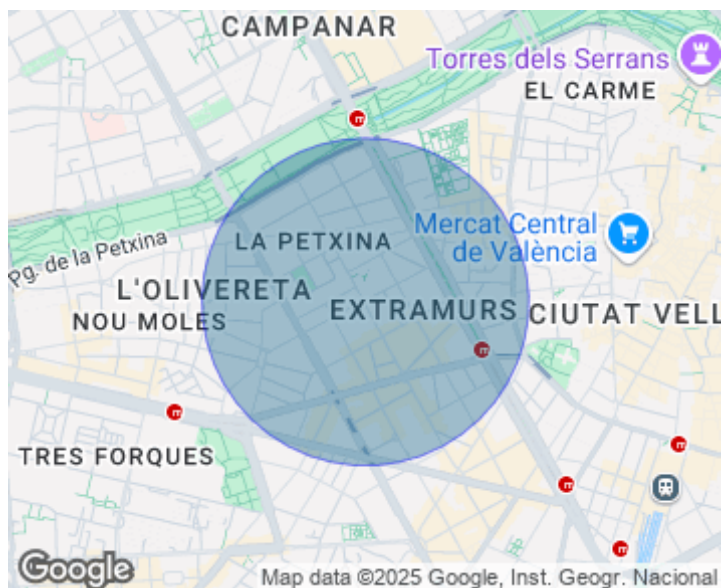 CAMPANAR
Torres dels Serrans
EL CARME
Mercat Central
de València
Pg. de la Petxina
LA PETXINA
L'OLIVERETA
EXTRAMURS
CIUTAT VELL
NOU MOLES
TRES FORQUES
Google
Map data ©2025 Google, Inst. Geogr. Nacional